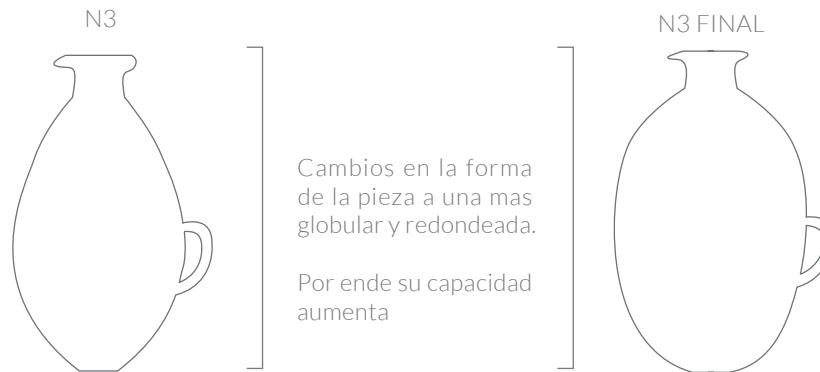 N3
N3 FINAL
Cambios en la forma
de la pieza a una mas
globular y redondeada.
Por ende su capacidad
aumenta